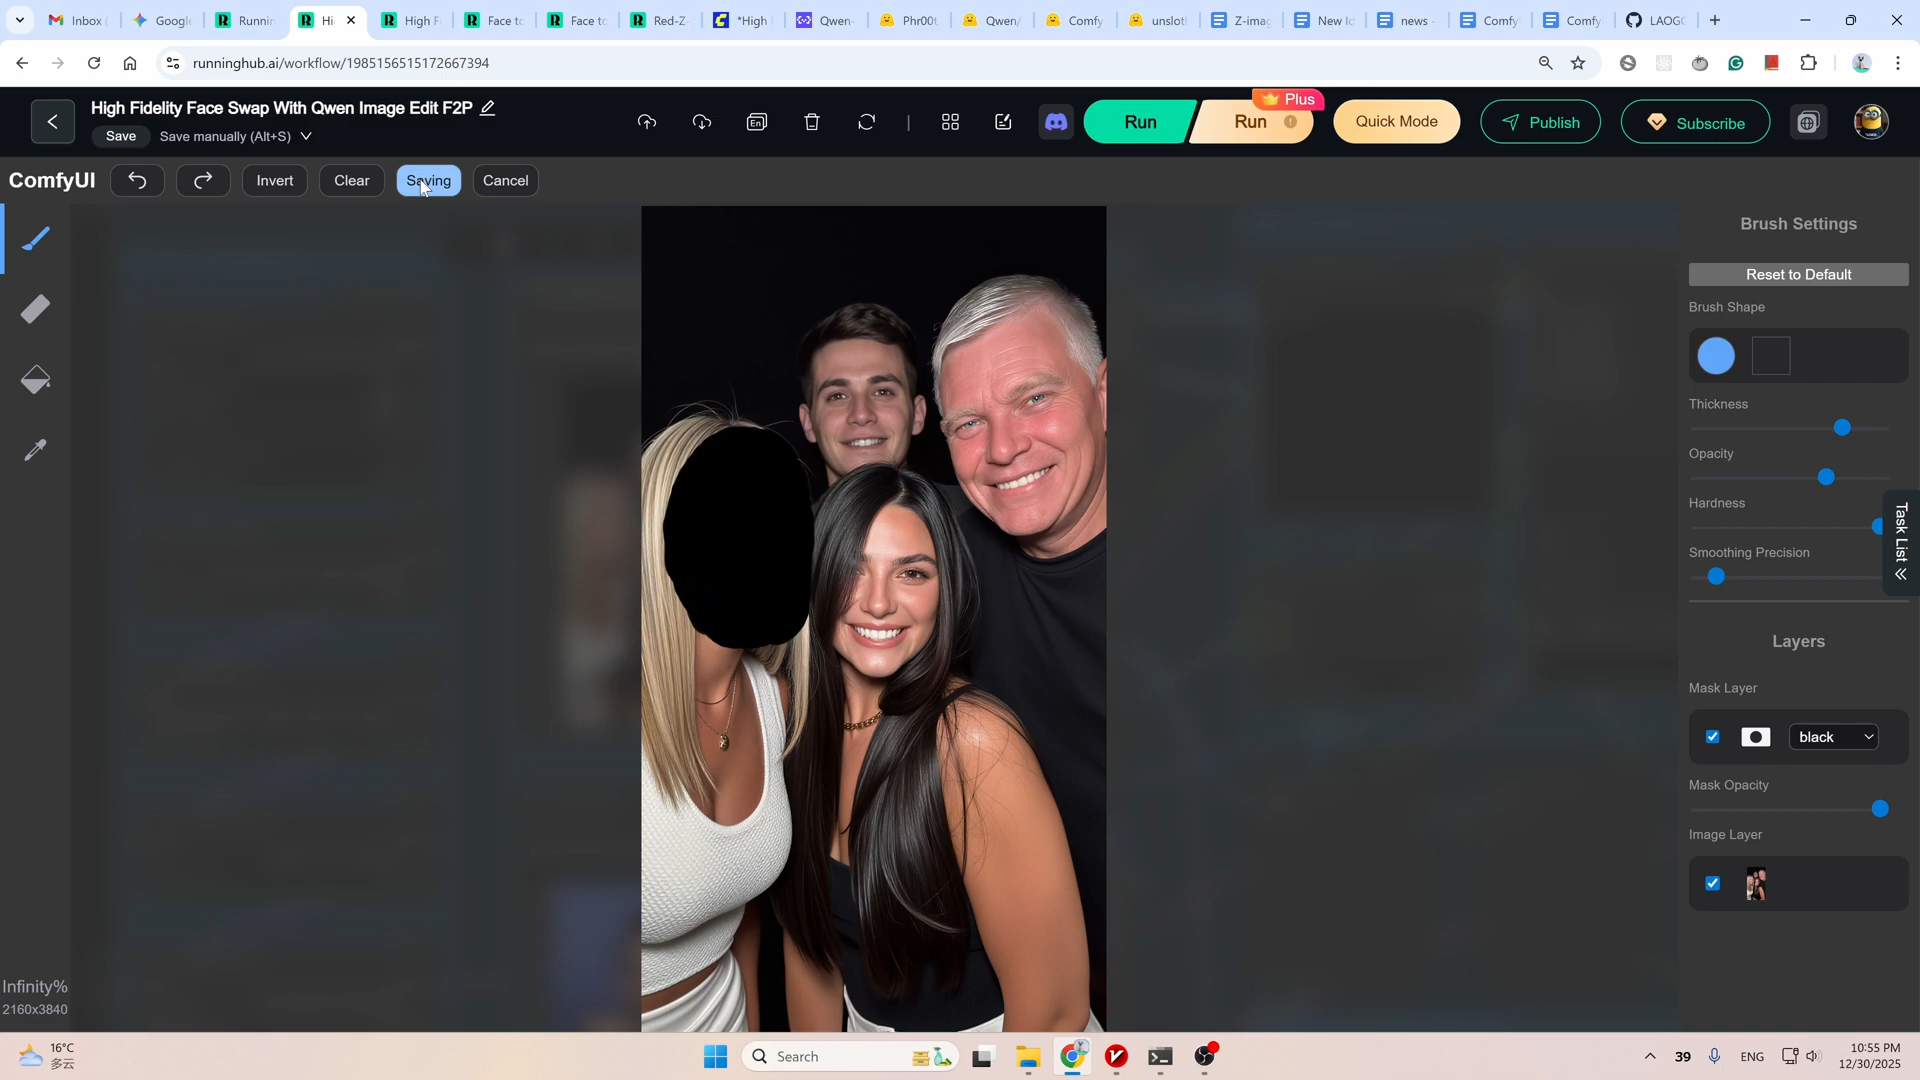 Inbox (
Google
Runnin
Hi
High F
Face to
Face to
Red-Z-
*High
Qwen-
Phr00t
Qwen/
Comfy
unslot
Z-imag
New Id
news -
Comfy
Comfy
LAOGO
runninghub.ai/workflow/1985156515172667394
High Fidelity Face Swap With Qwen Image Edit F2P
Save
Save manually (Alt+S)
En
Run
Run
Plus
Quick Mode
Publish
Subscribe
ComfyUI
Invert
Clear
Saving
Cancel
Brush Settings
Reset to Default
Brush Shape
Thickness
Opacity
Hardness
Smoothing Precision
Task List
Layers
Mask Layer
black
Mask Opacity
Image Layer
Infinity%
2160x3840
16°C
多云
Search
39
ENG
10:55 PM
12/30/2025